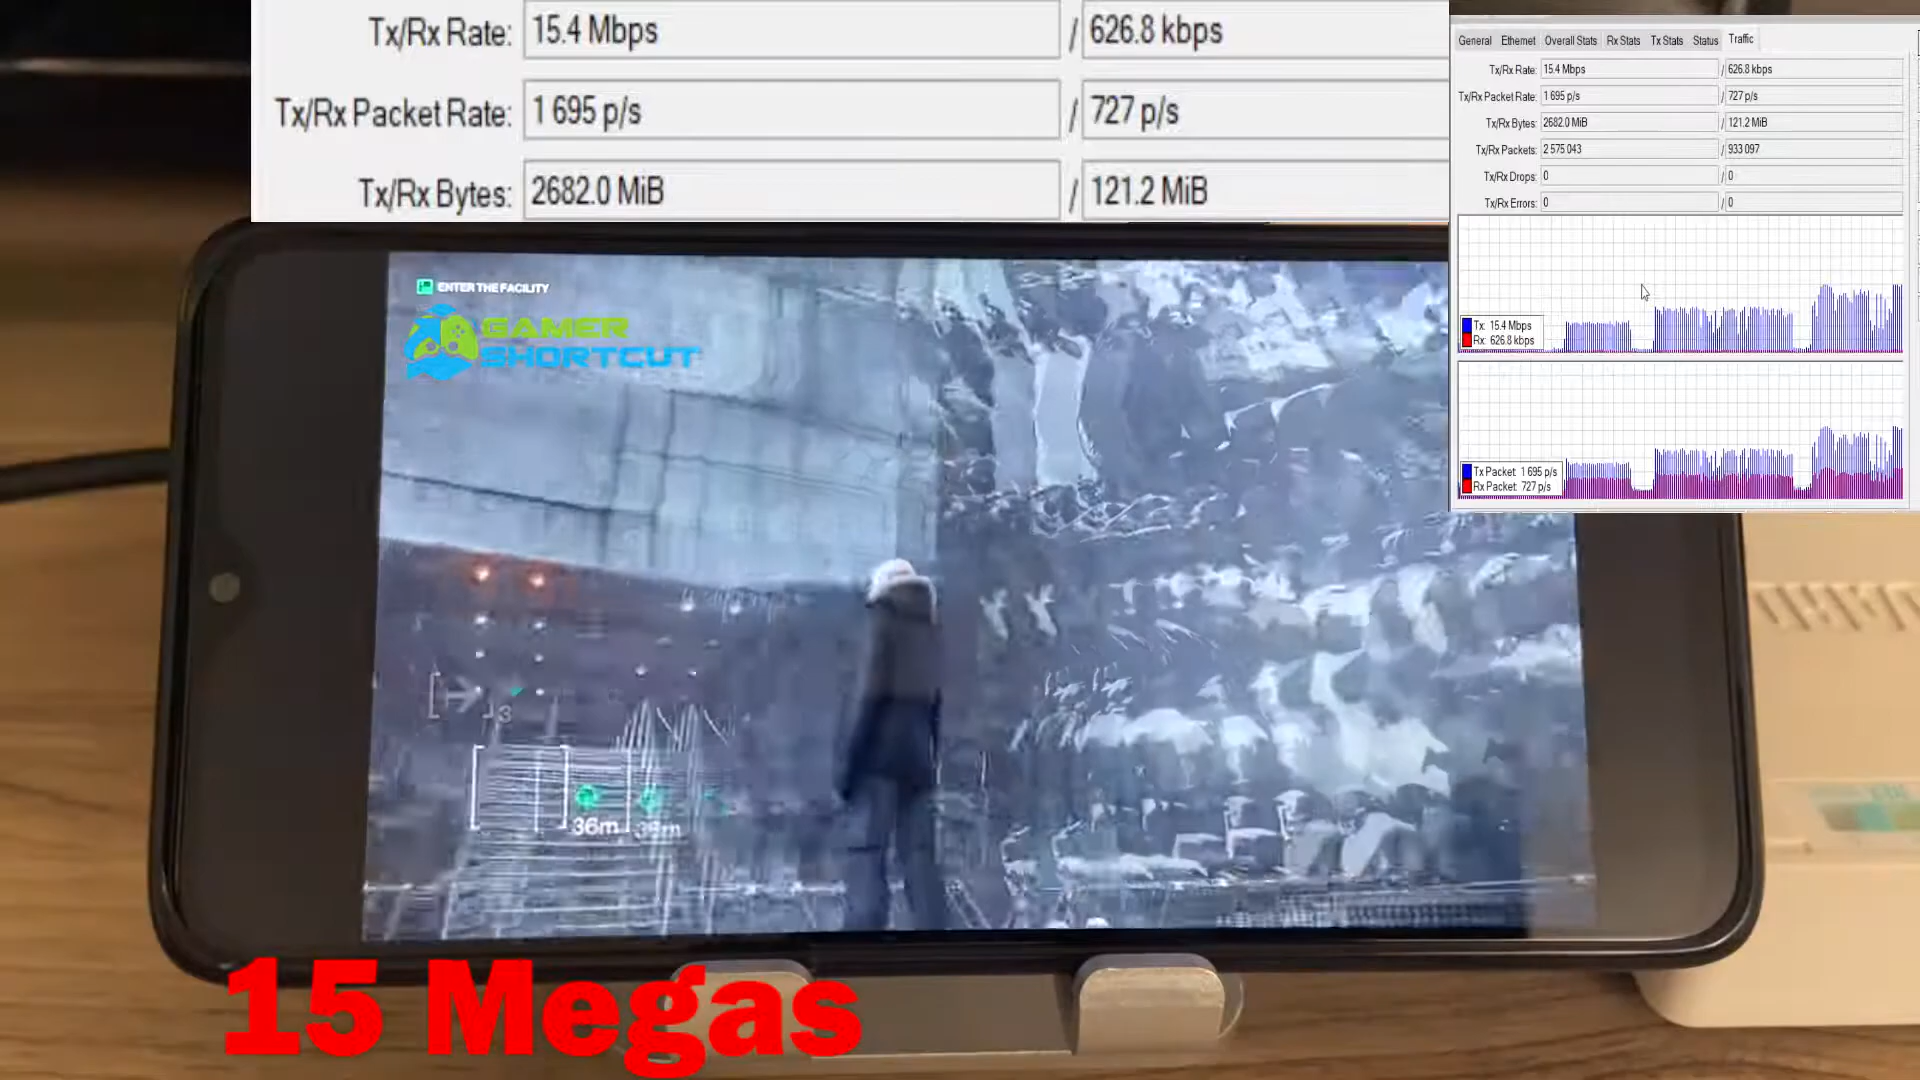 Tx/Rx Rate: 15.4 Mbps / 626.8 kbps
Tx/Rx Packet Rate: 1 695 p/s / 727 p/s
Tx/Rx Bytes: 2682.0 MiB / 121.2 MiB
General Ethernet Overall Stats Rx Stats Tx Stats Status Traffic
Tx/Rx Rate: 15.4 Mbps / 626.8 kbps
Tx/Rx Packet Rate: 1 695 p/s / 727 p/s
Tx/Rx Bytes: 2682.0 MiB / 121.2 MiB
Tx/Rx Packets: 2 575 043 / 933 097
Tx/Rx Drops: 0 / 0
Tx/Rx Errors: 0 / 0
Tx: 15.4 Mbps
Rx: 626.8 kbps
Tx Packet: 1 695 p/s
Rx Packet: 727 p/s
ENTER THE FACILITY
GAMER
SHORTCUT
3
36m
15 Megas